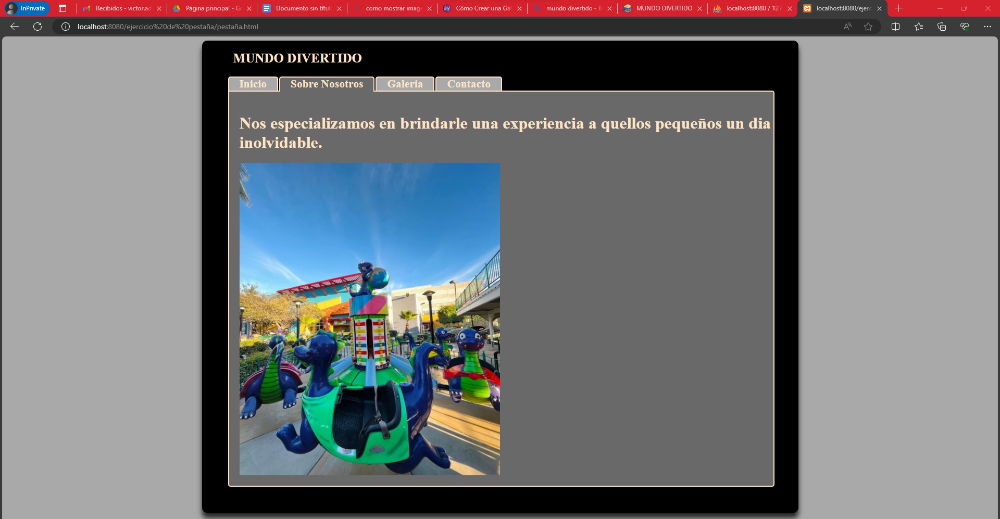 InPrivate
Recibidos - victor.ad
Página principal - Go
Documento sin títul
como mostrar image
Cómo Crear una Gal
mundo divertido - B
MUNDO DIVERTIDO
localhost:8080 / 127.
localhost:8080/ejerc
localhost:8080/ejercicio%20de%20pestaña/pestaña.html
MUNDO DIVERTIDO
Inicio
Sobre Nosotros
Galeria
Contacto
Nos especializamos en brindarle una experiencia a quellos pequeños un dia
inolvidable.